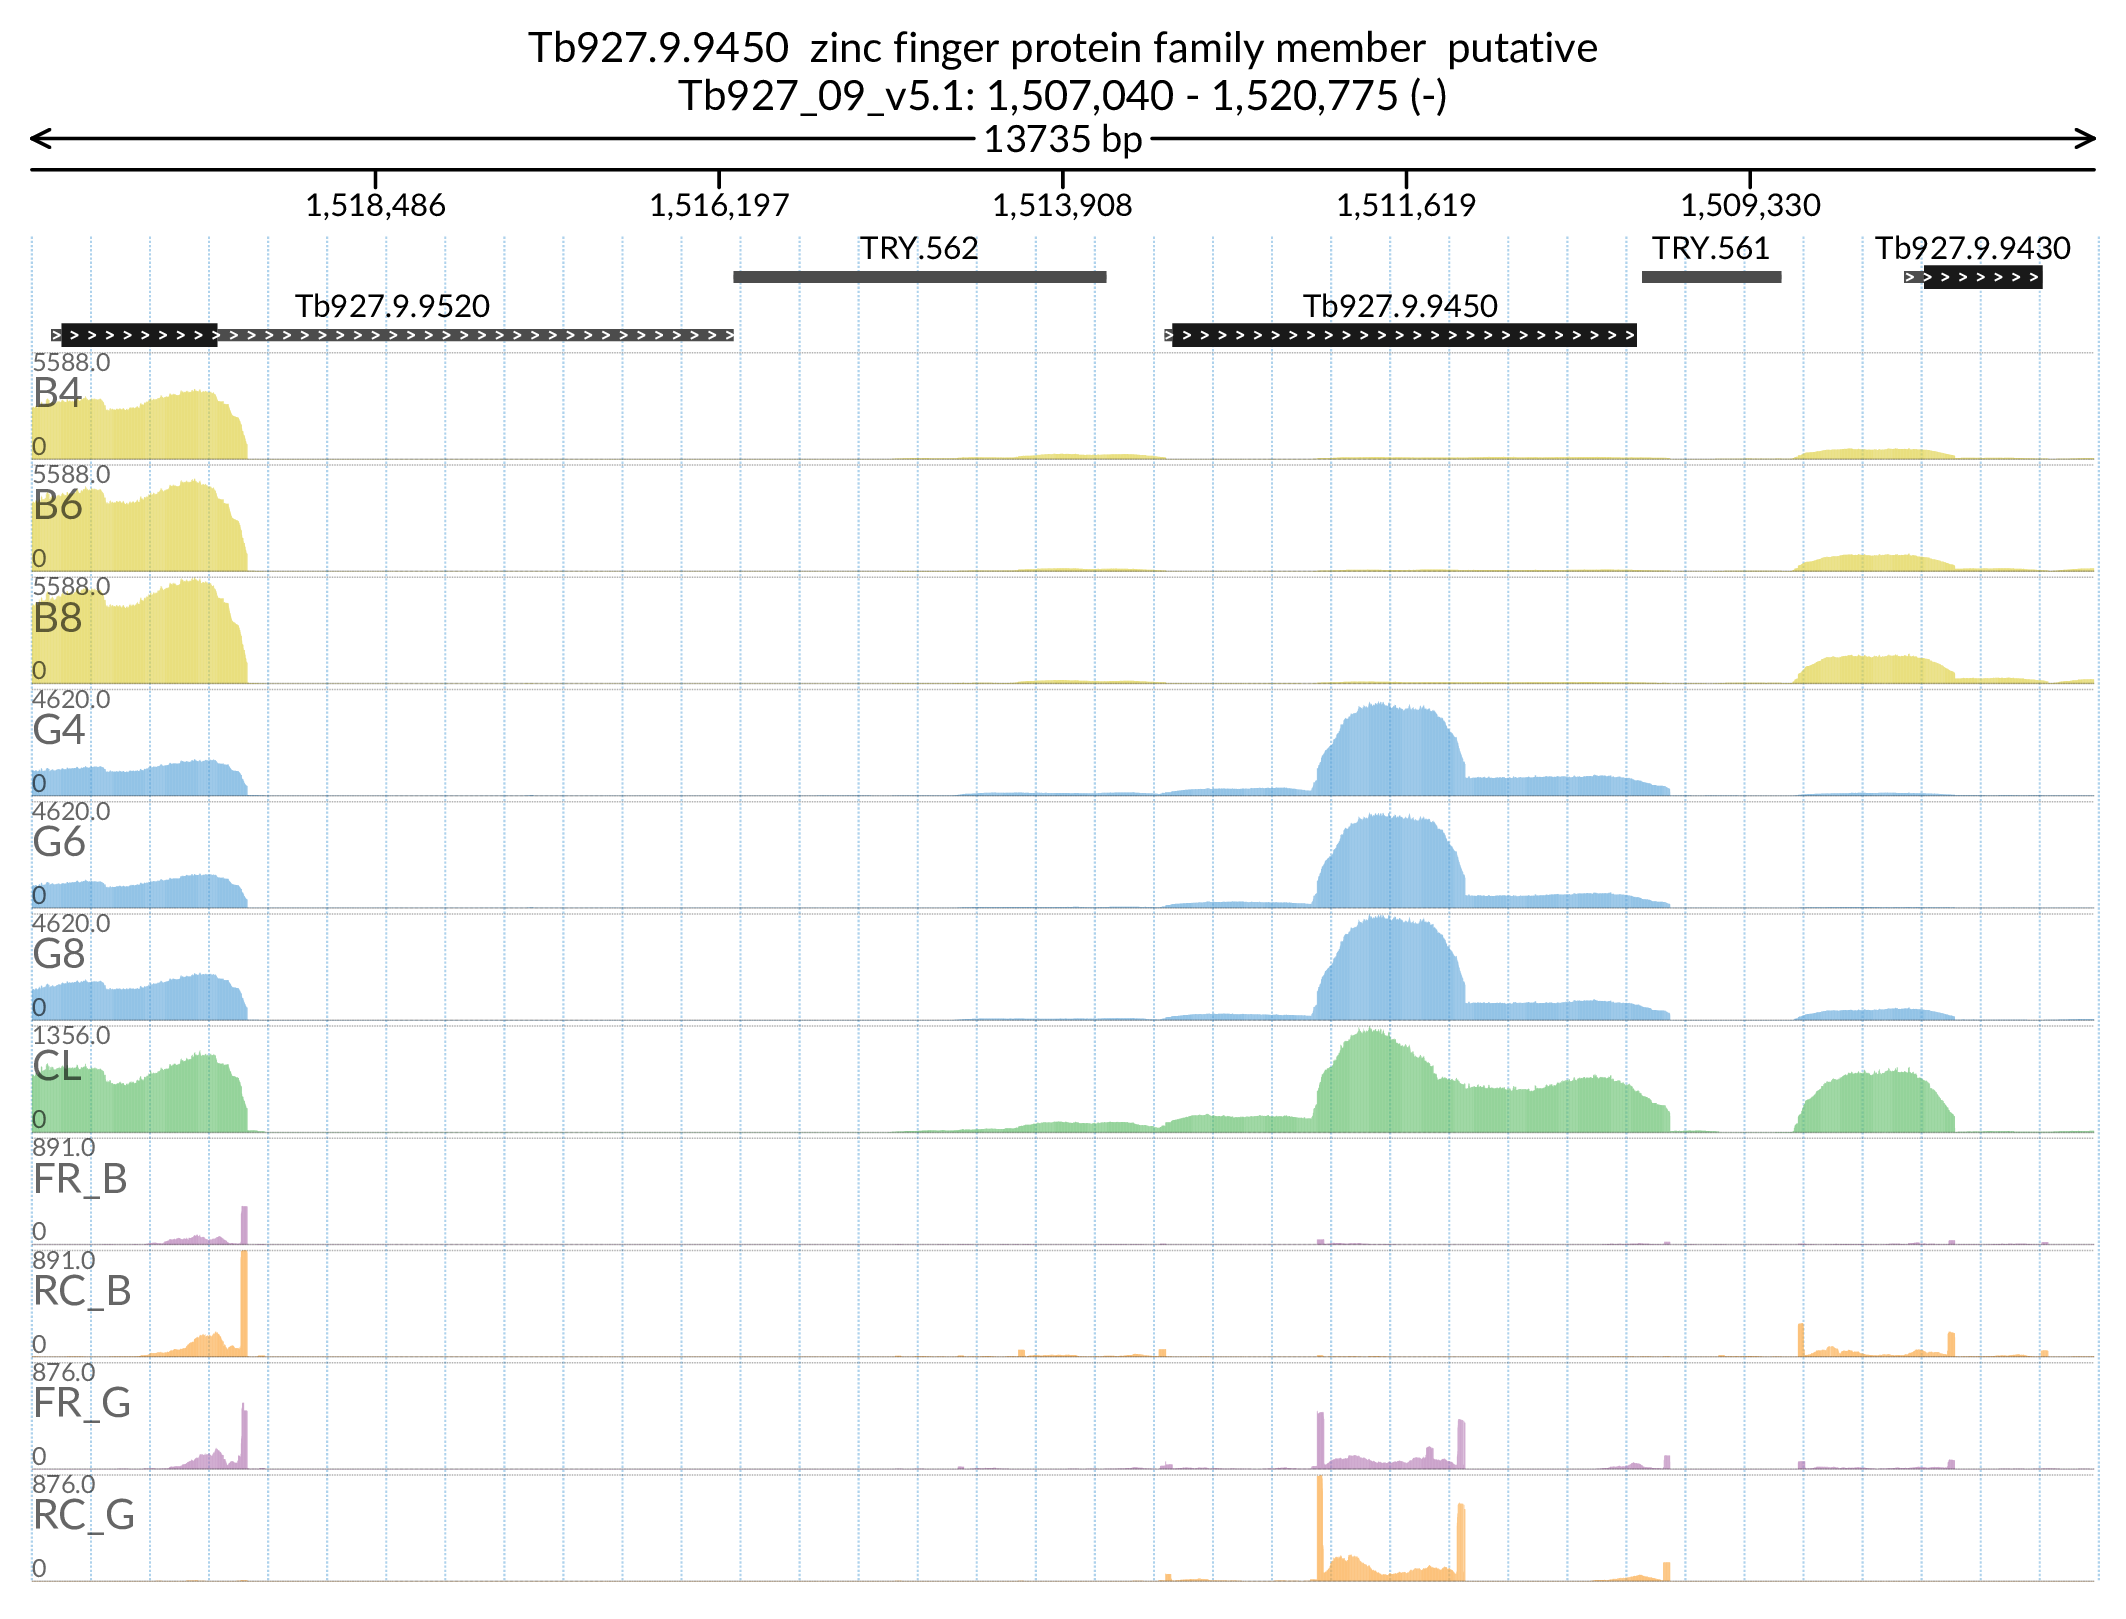 Tb927.9.9450  zinc finger protein family member  putative
Tb927_09_v5.1: 1,507,040 - 1,520,775 (-)
13735 bp
1,518,486 1,516,197 1,513,908 1,511,619 1,509,330
TRY.562 TRY.561 Tb927.9.9430
Tb927.9.9520 Tb927.9.9450
5588.0
B4
0
5588.0
B6
0
5588.0
B8
0
4620.0
G4
0
4620.0
G6
0
4620.0
G8
0
1356.0
CL
0
891.0
FR_B
0
891.0
RC_B
0
876.0
FR_G
0
876.0
RC_G
0